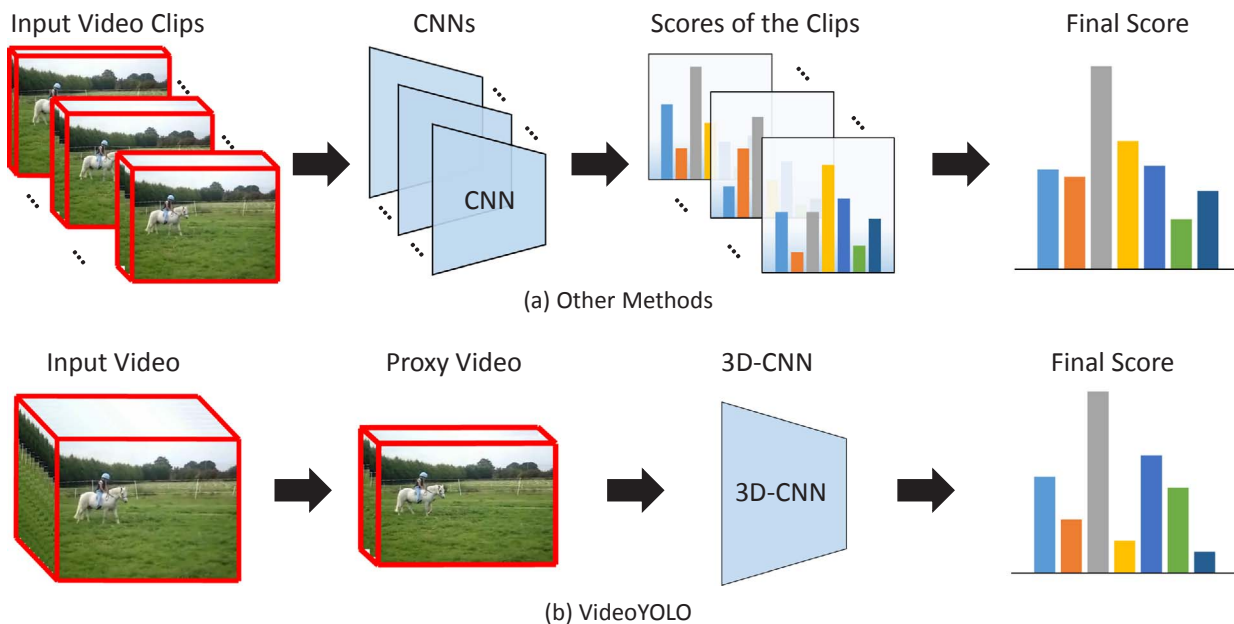 Input Video Clips
CNNs
Scores of the Clips
Final Score
CNN
(a) Other Methods
Input Video
Proxy Video
3D-CNN
Final Score
3D-CNN
(b) VideoYOLO